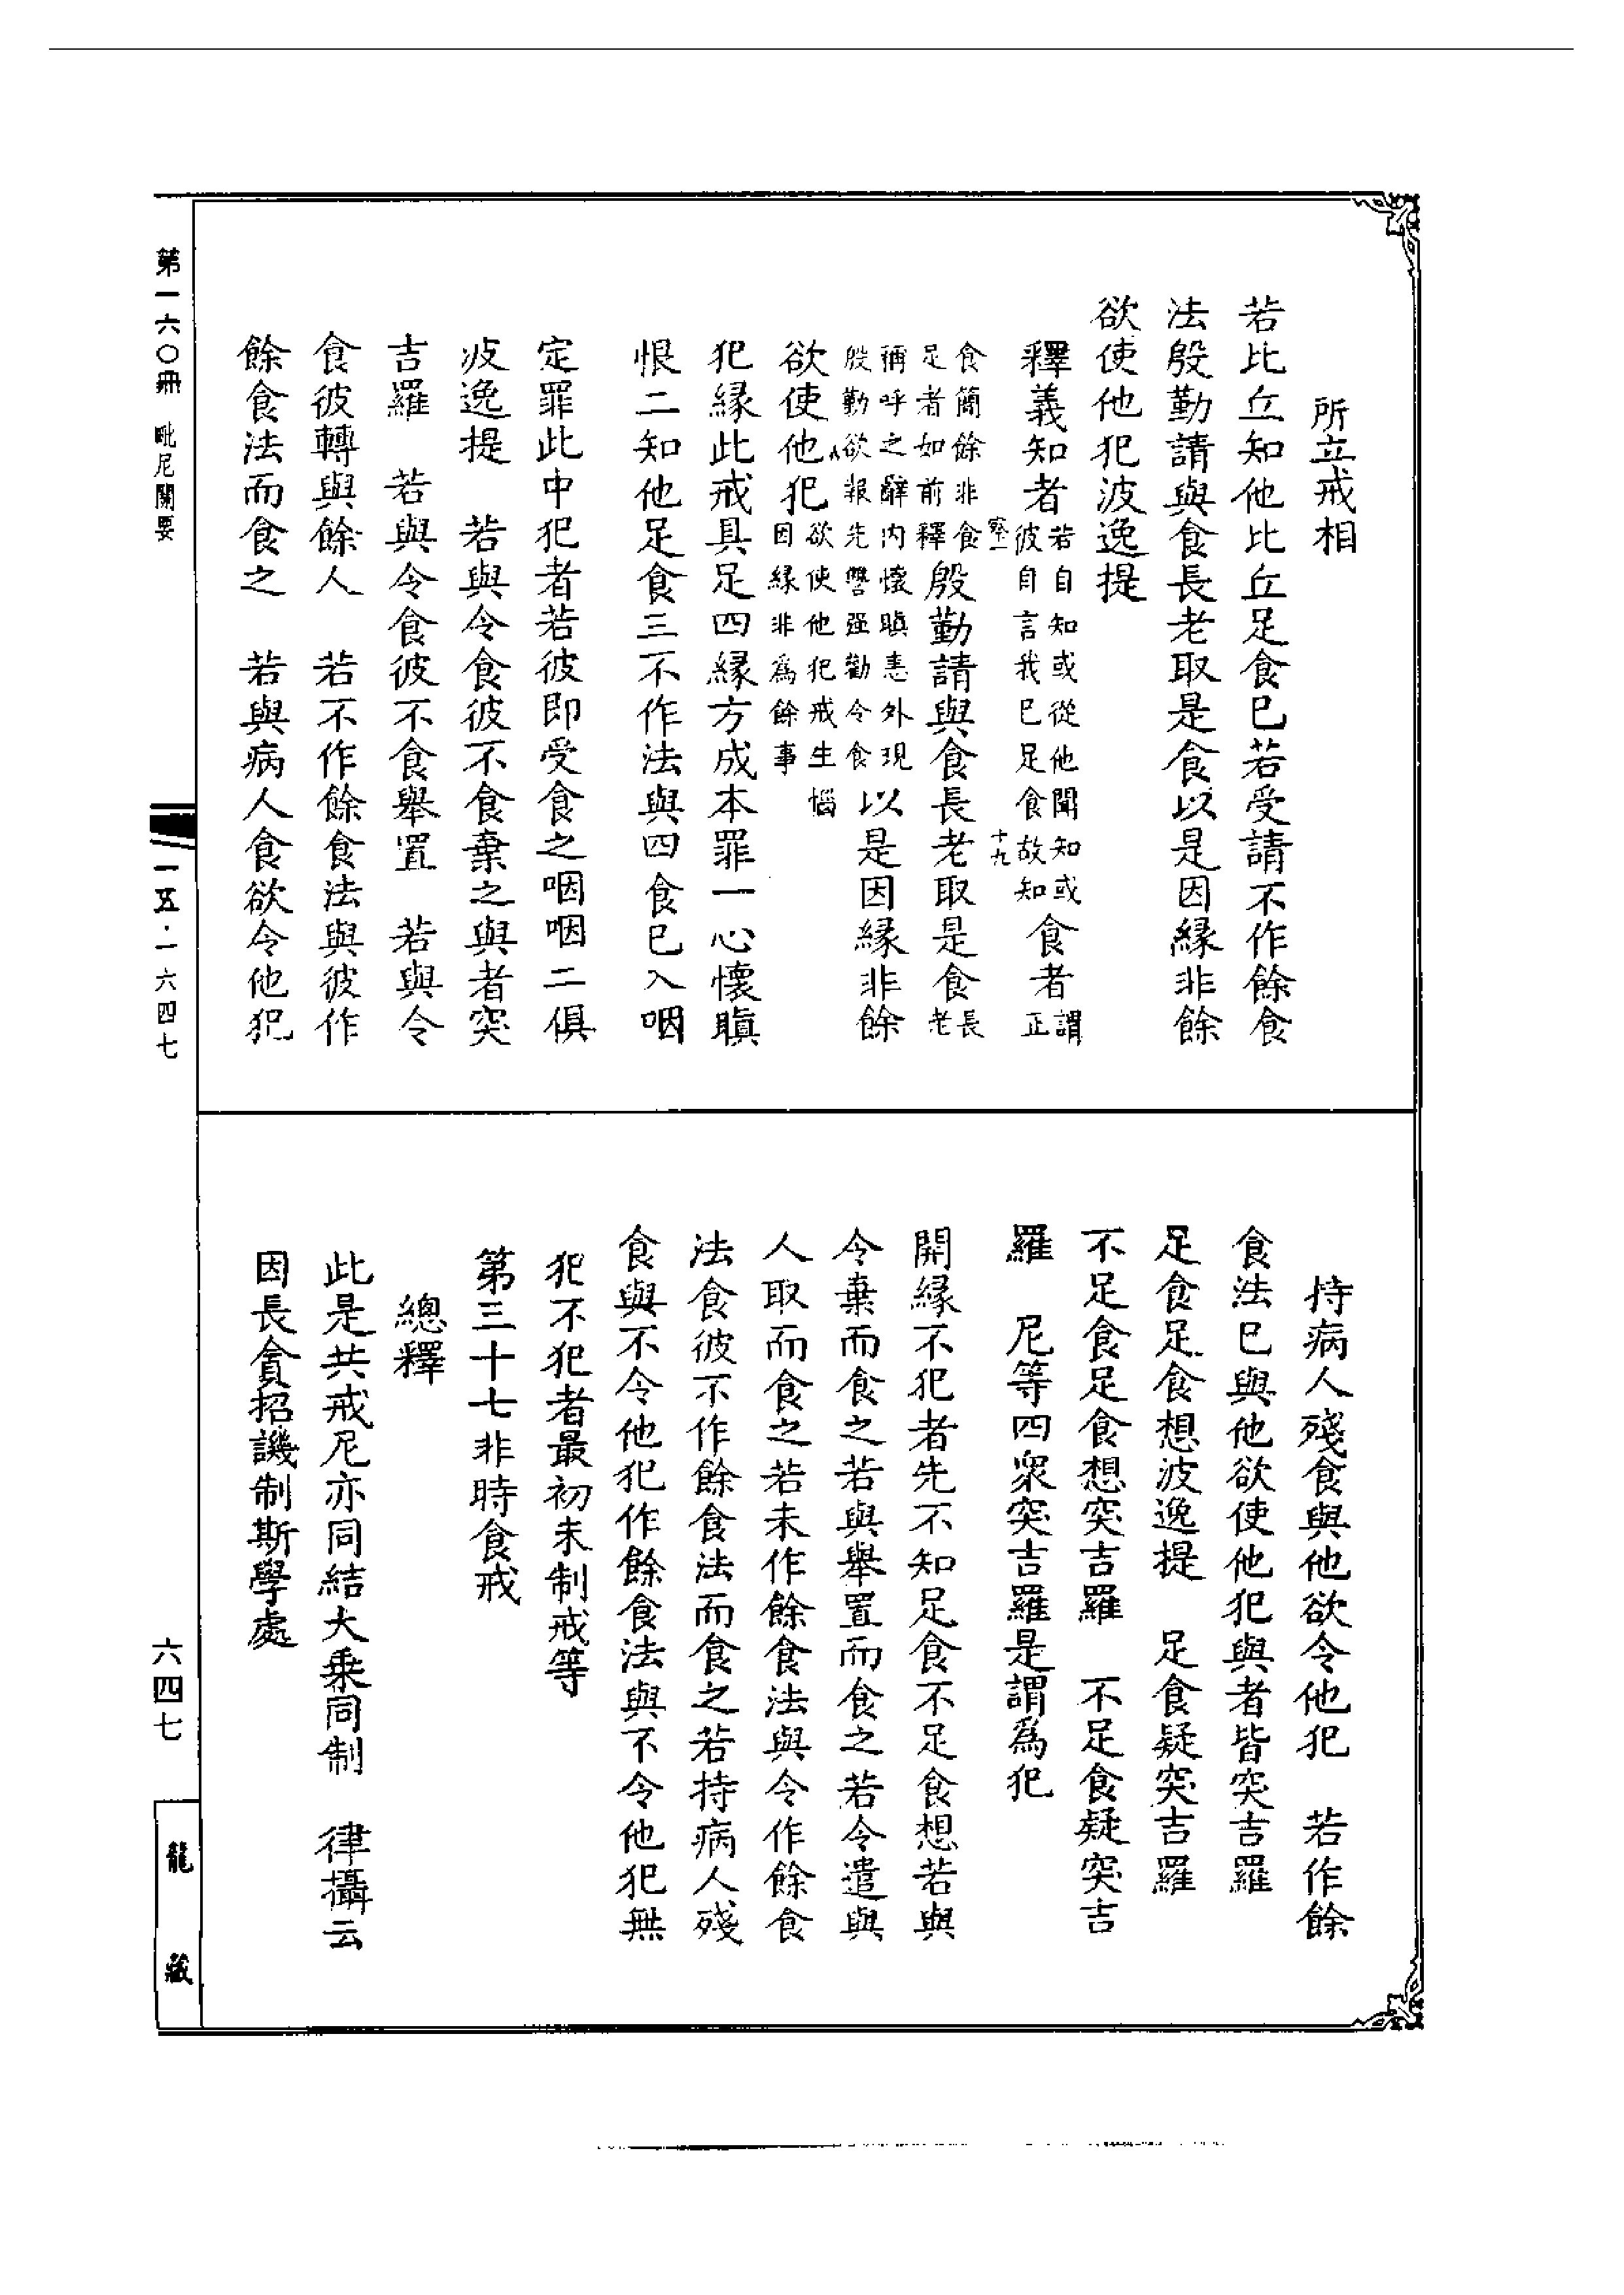 所立戒相
若比丘知他比丘足食已若受請不作餘食
法殷勤請與食長老取是食以是因緣非餘
欲使他犯波逸提
釋義知者若自知或從他聞知或彼自言我已足食故知食者謂正
食簡餘非食足者如前釋殷勤請與食長老取是食長老
稱呼之辭內懷瞋恚外現殷勤欲報先讐强勸令食以是因緣非餘
欲使他犯欲使他犯戒生惱因緣非為餘事
犯緣此戒具足四緣方成本罪一心懷瞋
恨二知他足食三不作法與四食已入咽
定罪此中犯者若彼即受食之咽咽二俱
波逸提　若與令食彼不食棄之與者突
吉羅　若與令食彼不食舉置　若與令
食彼轉與餘人　若不作餘食法與彼作
餘食法而食之　若與病人食欲令他犯
持病人殘食與他欲令他犯　若作餘
食法已與他欲使他犯與者皆突吉羅
足食足食想波逸提　足食疑突吉羅
不足食足食想突吉羅　不足食疑突吉
羅　尼等四眾突吉羅是謂為犯
開緣不犯者先不知足食不足食想若與
令棄而食之若與舉置而食之若令遣與
人取而食之若未作餘食法與令作餘食
法食彼不作餘食法而食之若持病人殘
食與不令他犯作餘食法與不令他犯無
犯不犯者最初未制戒等
第三十七非時食戒
總釋
此是共戒尼亦同結大乘同制　律攝云
因長貪招譏制斯學處
第一六〇冊　毗尼關要
一五·一六四七
六四七
龍藏